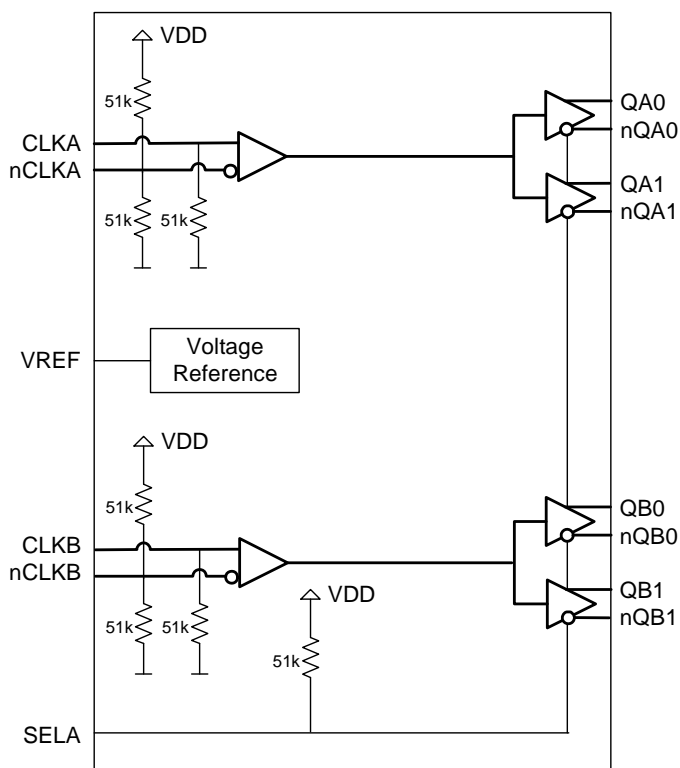 VDD
51k
CLKA
nCLKA
51k
51k
QA0
nQA0
QA1
nQA1
VREF
Voltage
Reference
VDD
51k
CLKB
nCLKB
51k
51k
VDD
51k
QB0
nQB0
QB1
nQB1
SELA